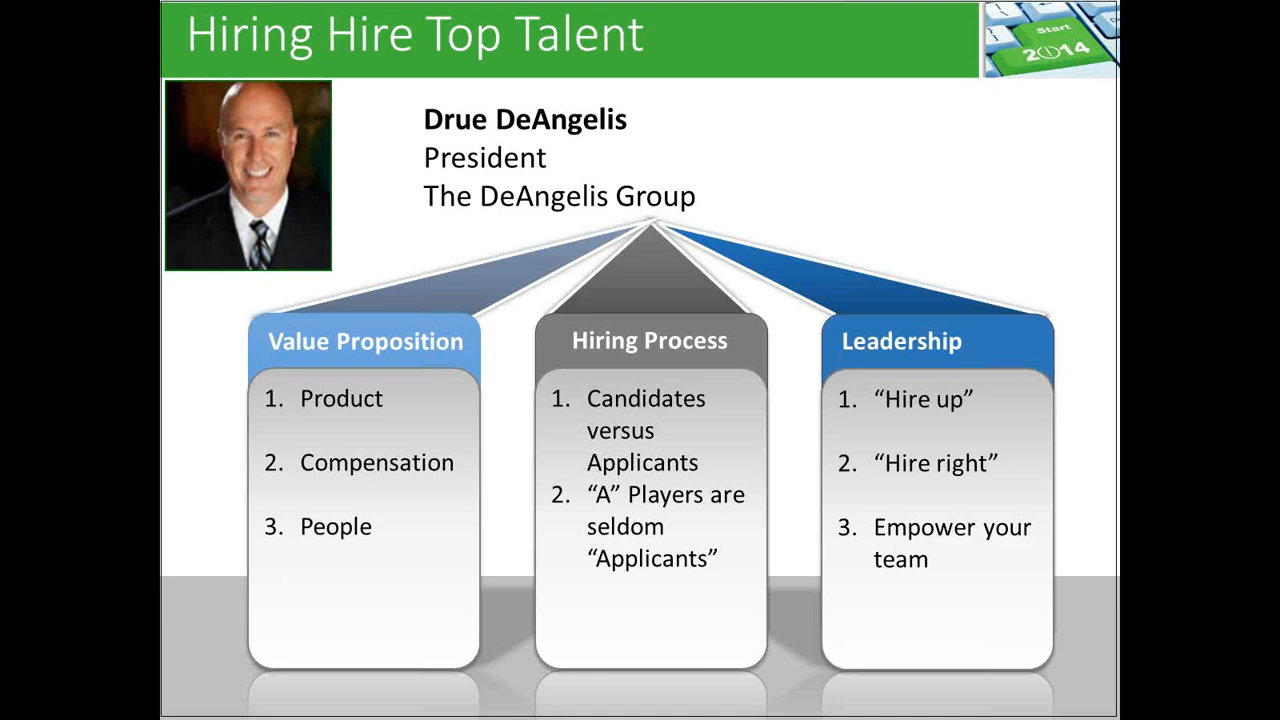 Hiring Hire Top Talent
Start
2014
Drue DeAngelis
President
The DeAngelis Group
Value Proposition
1. Product
2. Compensation
3. People
Hiring Process
1. Candidates
versus
Applicants
2. “A” Players are
seldom
“Applicants”
Leadership
1. “Hire up”
2. “Hire right”
3. Empower your
team